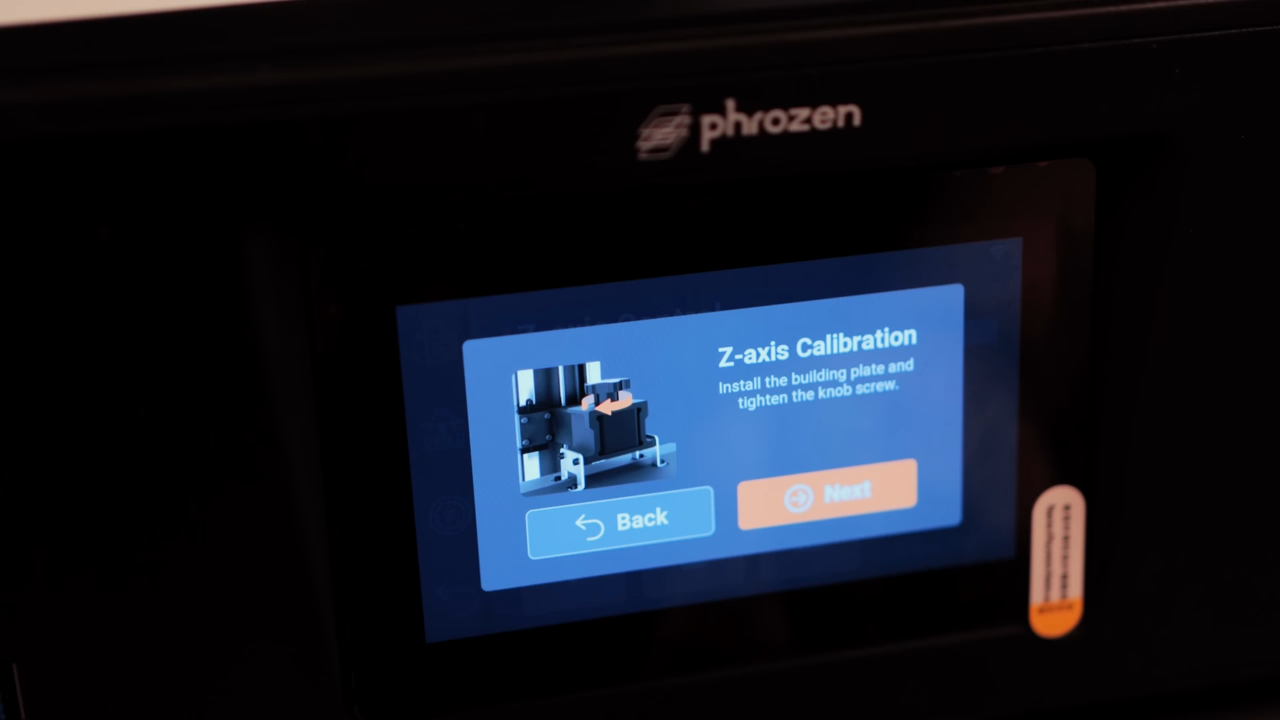 phrozen
Z-axis Calibration
Install the building plate and
tighten the knob screw.
Back
Next